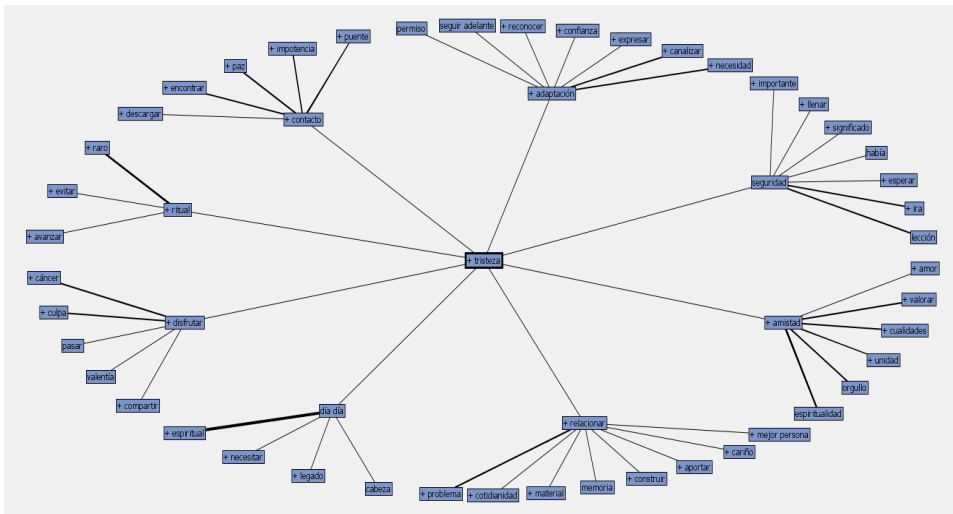 permiso
seguir adelante
+ reconocer
+ confianza
+ expresar
+ canalizar
+ necesidad
+ adaptación
+ puente
+ impotencia
+ paz
+ encontrar
+ descargar
+ contacto
+ importante
+ llenar
+ significado
había
+ esperar
+ ira
lección
seguridad
+ raro
+ evitar
+ avanzar
+ ritual
+ tristeza
+ cáncer
+ culpa
pasar
valentía
+ compartir
+ disfrutar
+ amor
+ valorar
+ cualidades
+ unidad
orgullo
espiritualidad
+ amistad
día día
+ espiritual
+ necesitar
+ legado
cabeza
+ relacionar
+ mejor persona
+ cariño
+ aportar
+ construir
memoria
+ material
+ cotidianidad
+ problema